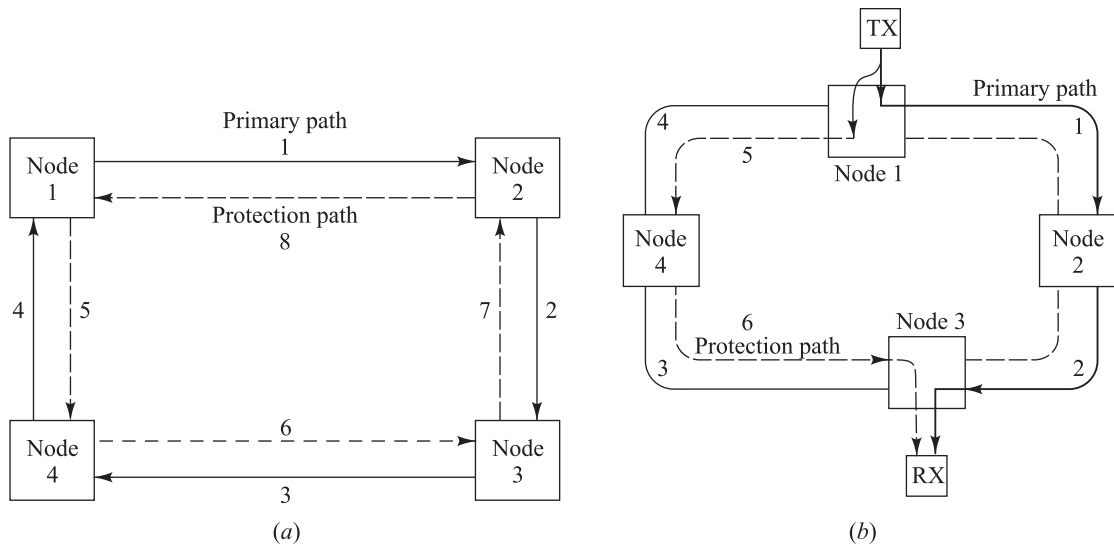 Primary path
1
Node
1
Node
2
Protection path
8
4
5
7
2
Node
4
6
Node
3
3
(a)
TX
Primary path
4
1
5
Node 1
Node
4
Node
2
6
Node 3
Protection path
3
2
RX
(b)